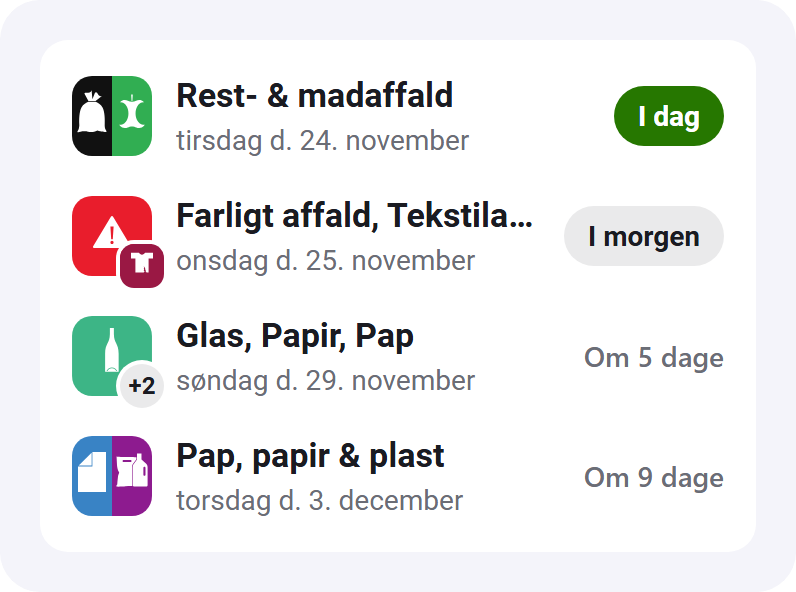 Rest- & madaffald
tirsdag d. 24. november
I dag
Farligt affald, Tekstila...
onsdag d. 25. november
I morgen
Glas, Papir, Pap
søndag d. 29. november
+2
Om 5 dage
Pap, papir & plast
torsdag d. 3. december
Om 9 dage